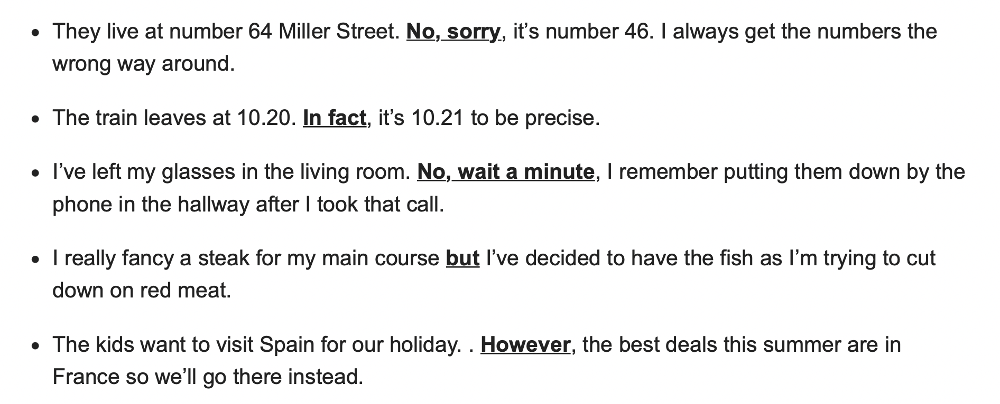 • They live at number 64 Miller Street. No, sorry, it’s number 46. I always get the numbers the
wrong way around.
• The train leaves at 10.20. In fact, it’s 10.21 to be precise.
• I’ve left my glasses in the living room. No, wait a minute, I remember putting them down by the
phone in the hallway after I took that call.
• I really fancy a steak for my main course but I’ve decided to have the fish as I’m trying to cut
down on red meat.
• The kids want to visit Spain for our holiday. . However, the best deals this summer are in
France so we’ll go there instead.